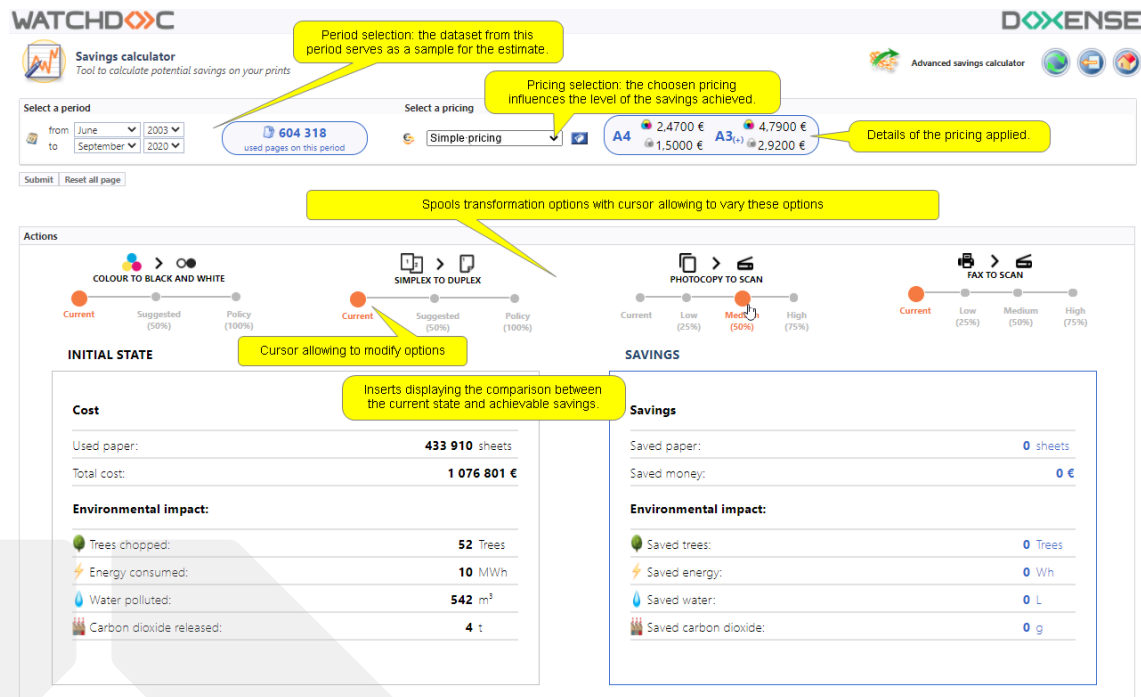 WATCHDOC
DOXENSE
Period selection: the dataset from this
period serves as a sample for the estimate.
Savings calculator
Tool to calculate potential savings on your prints
Advanced savings calculator
Pricing selection: the choosen pricing
influences the level of the savings achieved.
Select a period
Select a pricing
from June 2003
to September 2020
604 318
used pages on this period
Simple-pricing
A4 2,4700 € A3(+) 4,7900 €
1,5000 € 2,9200 €
Details of the pricing applied.
Submit Reset all page
Spools transformation options with cursor allowing to vary these options
Actions
COLOUR TO BLACK AND WHITE
Current Suggested Policy
(50%) (100%)
1 2
SIMPLEX TO DUPLEX
Current Suggested Policy
(50%) (100%)
PHOTOCOPY TO SCAN
Current Low Medium High
(25%) (50%) (75%)
FAX TO SCAN
Current Low Medium High
(25%) (50%) (75%)
Cursor allowing to modify options
INITIAL STATE
SAVINGS
Inserts displaying the comparison between
the current state and achievable savings.
Cost
Used paper: 433 910 sheets
Total cost: 1 076 801 €
Environmental impact:
Trees chopped: 52 Trees
Energy consumed: 10 MWh
Water polluted: 542 m³
Carbon dioxide released: 4 t
Savings
Saved paper: 0 sheets
Saved money: 0 €
Environmental impact:
Saved trees: 0 Trees
Saved energy: 0 Wh
Saved water: 0 L
Saved carbon dioxide: 0 g